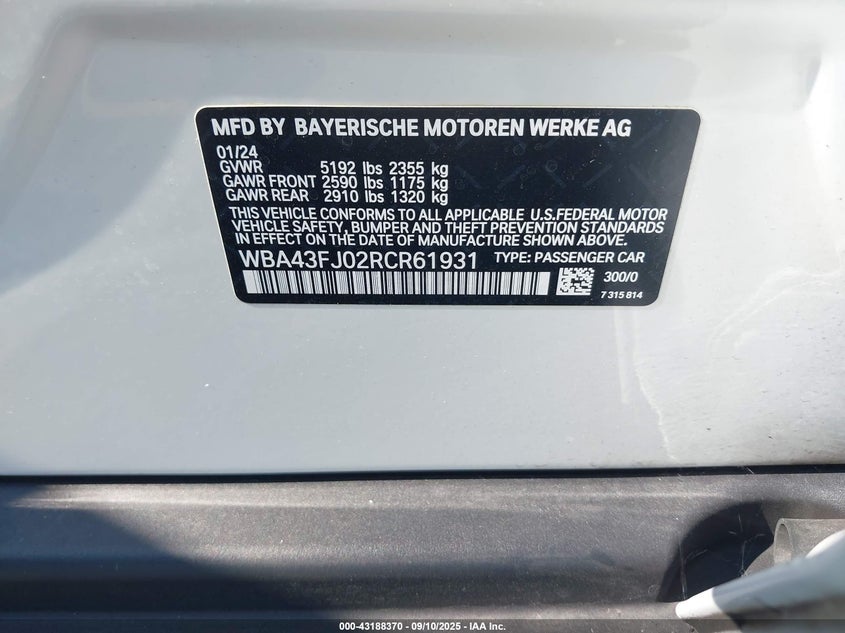 MFD BY BAYERISCHE MOTOREN WERKE AG
01/24
GVWR 5192 lbs 2355 kg
GAWR FRONT 2590 lbs 1175 kg
GAWR REAR 2910 lbs 1320 kg
THIS VEHICLE CONFORMS TO ALL APPLICABLE U.S.FEDERAL MOTOR
VEHICLE SAFETY, BUMPER AND THEFT PREVENTION STANDARDS
IN EFFECT ON THE DATE OF MANUFACTURE SHOWN ABOVE.
WBA43FJ02RCR61931 TYPE: PASSENGER CAR
300/0
7 315 814
000-43188370 - 09/10/2025 - IAA Inc.